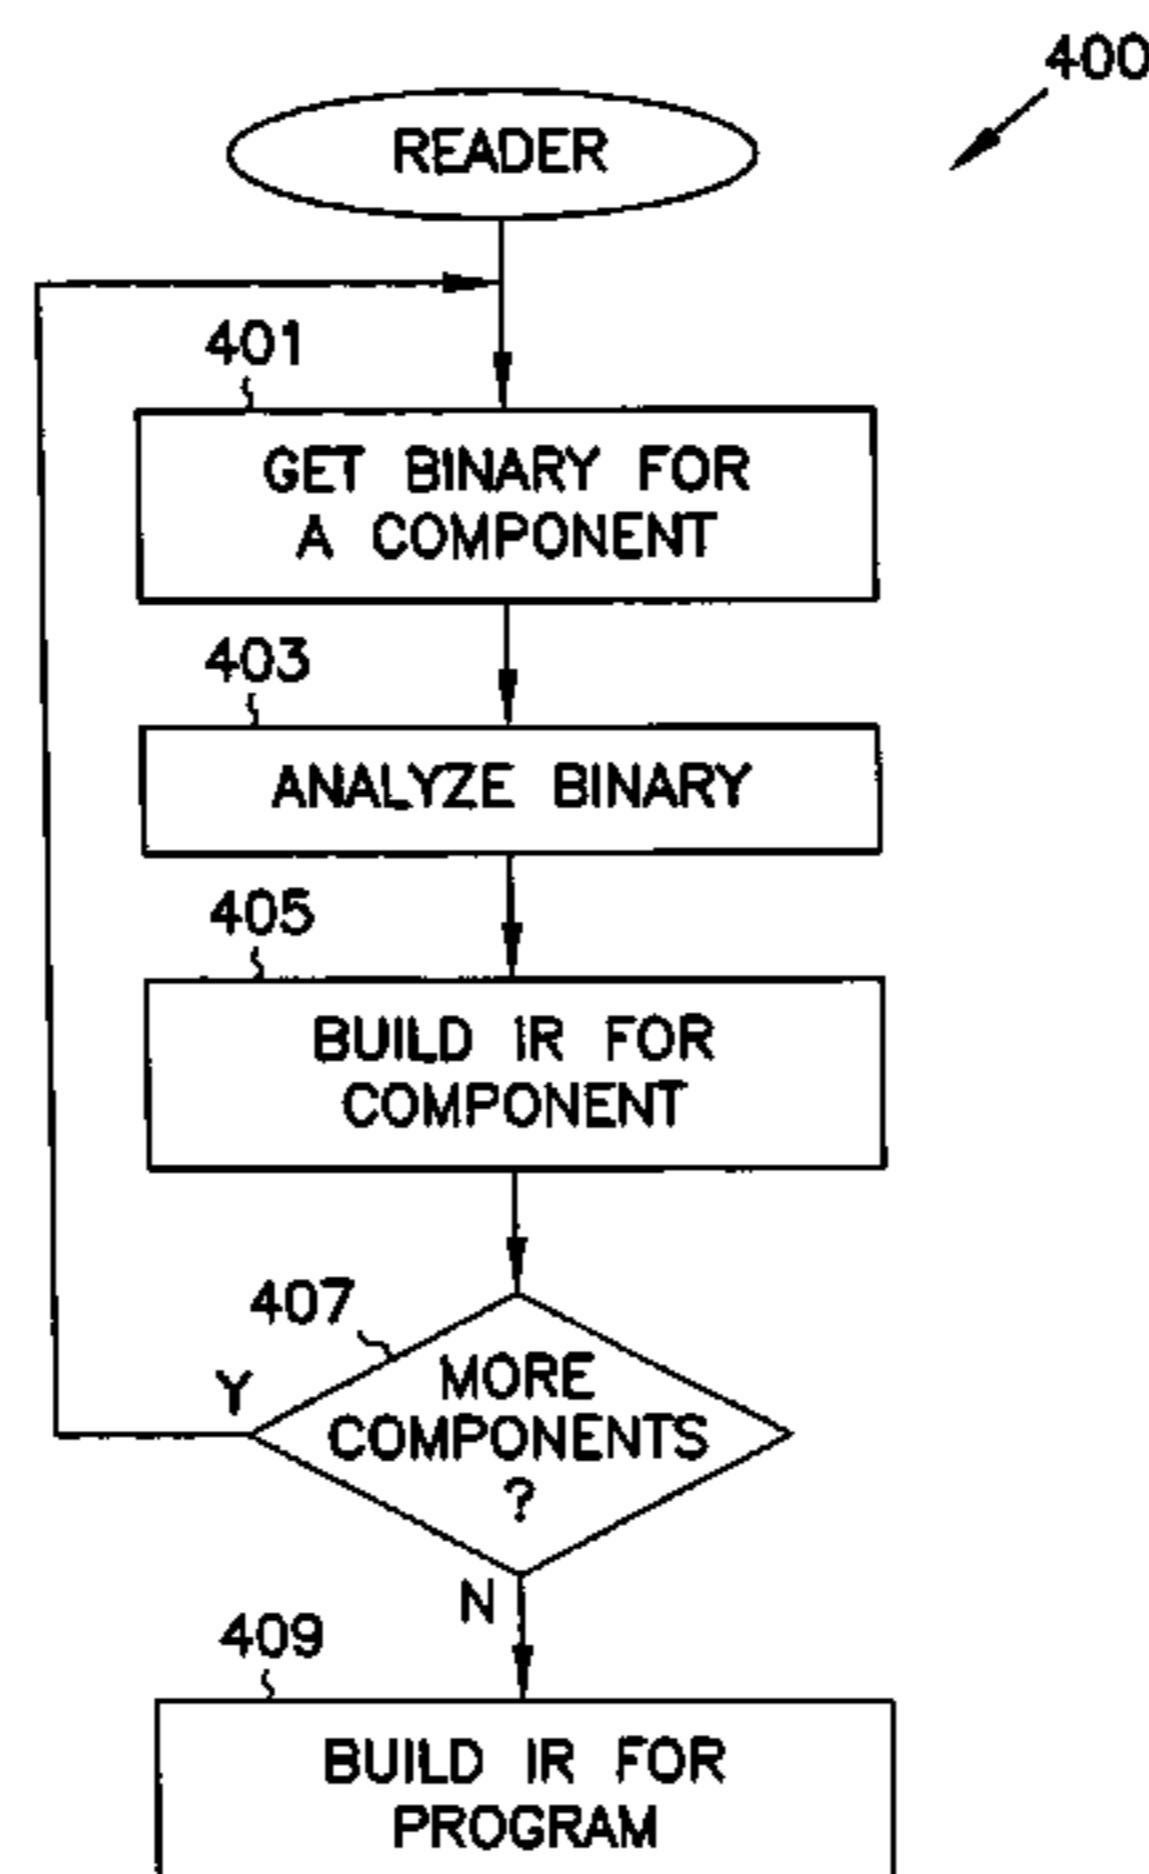 400
READER
401
GET BINARY FOR
A COMPONENT
403
ANALYZE BINARY
405
BUILD IR FOR
COMPONENT
407
MORE
COMPONENTS
?
Y
N
409
BUILD IR FOR
PROGRAM